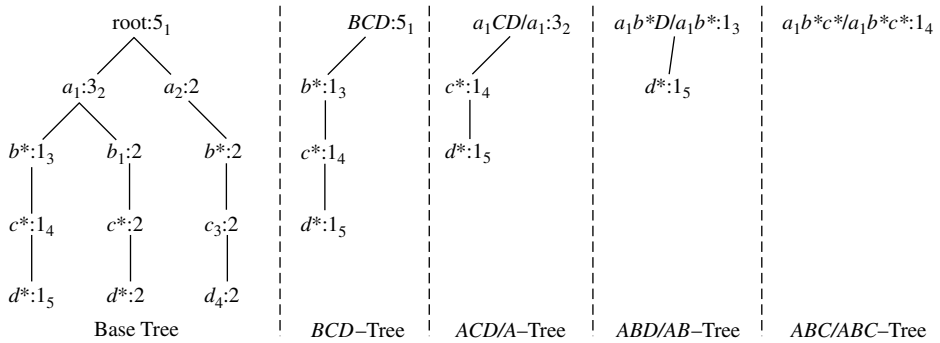 root:5₁ BCD:5₁ a₁CD/a₁:3₂ a₁b*D/a₁b*:1₃ a₁b*c*/a₁b*c*:1₄
a₁:3₂ a₂:2 b*:1₃ c*:1₄ d*:1₅
b*:1₃ b₁:2 b*:2 c*:1₄ d*:1₅
c*:1₄ c*:2 c₃:2 d*:1₅
d*:1₅ d*:2 d₄:2
Base Tree BCD–Tree ACD/A–Tree ABD/AB–Tree ABC/ABC–Tree